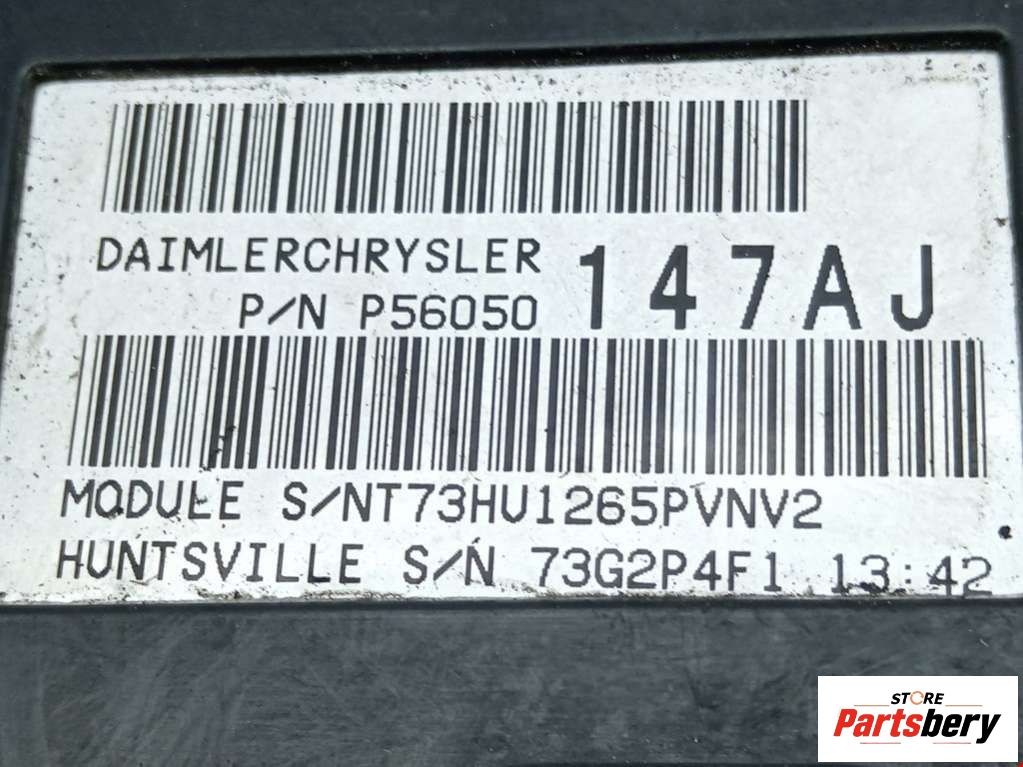 DAIMLERCHRYSLER 147AJ
P/N P56050
MODULE S/NT73HU1265PVNV2
HUNTSVILLE S/N 73G2P4F1 13:42
STORE
Partsbery